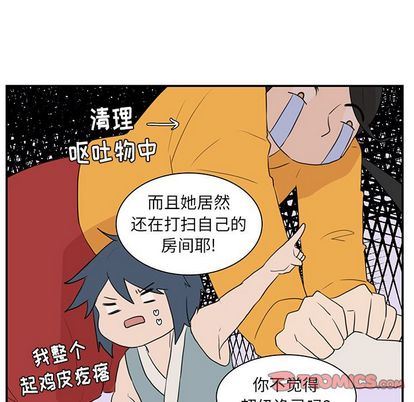 清理
呕吐物中
而且她居然
还在打扫自己的
房间耶!
我整个
起鸡皮疙瘩
你不觉得